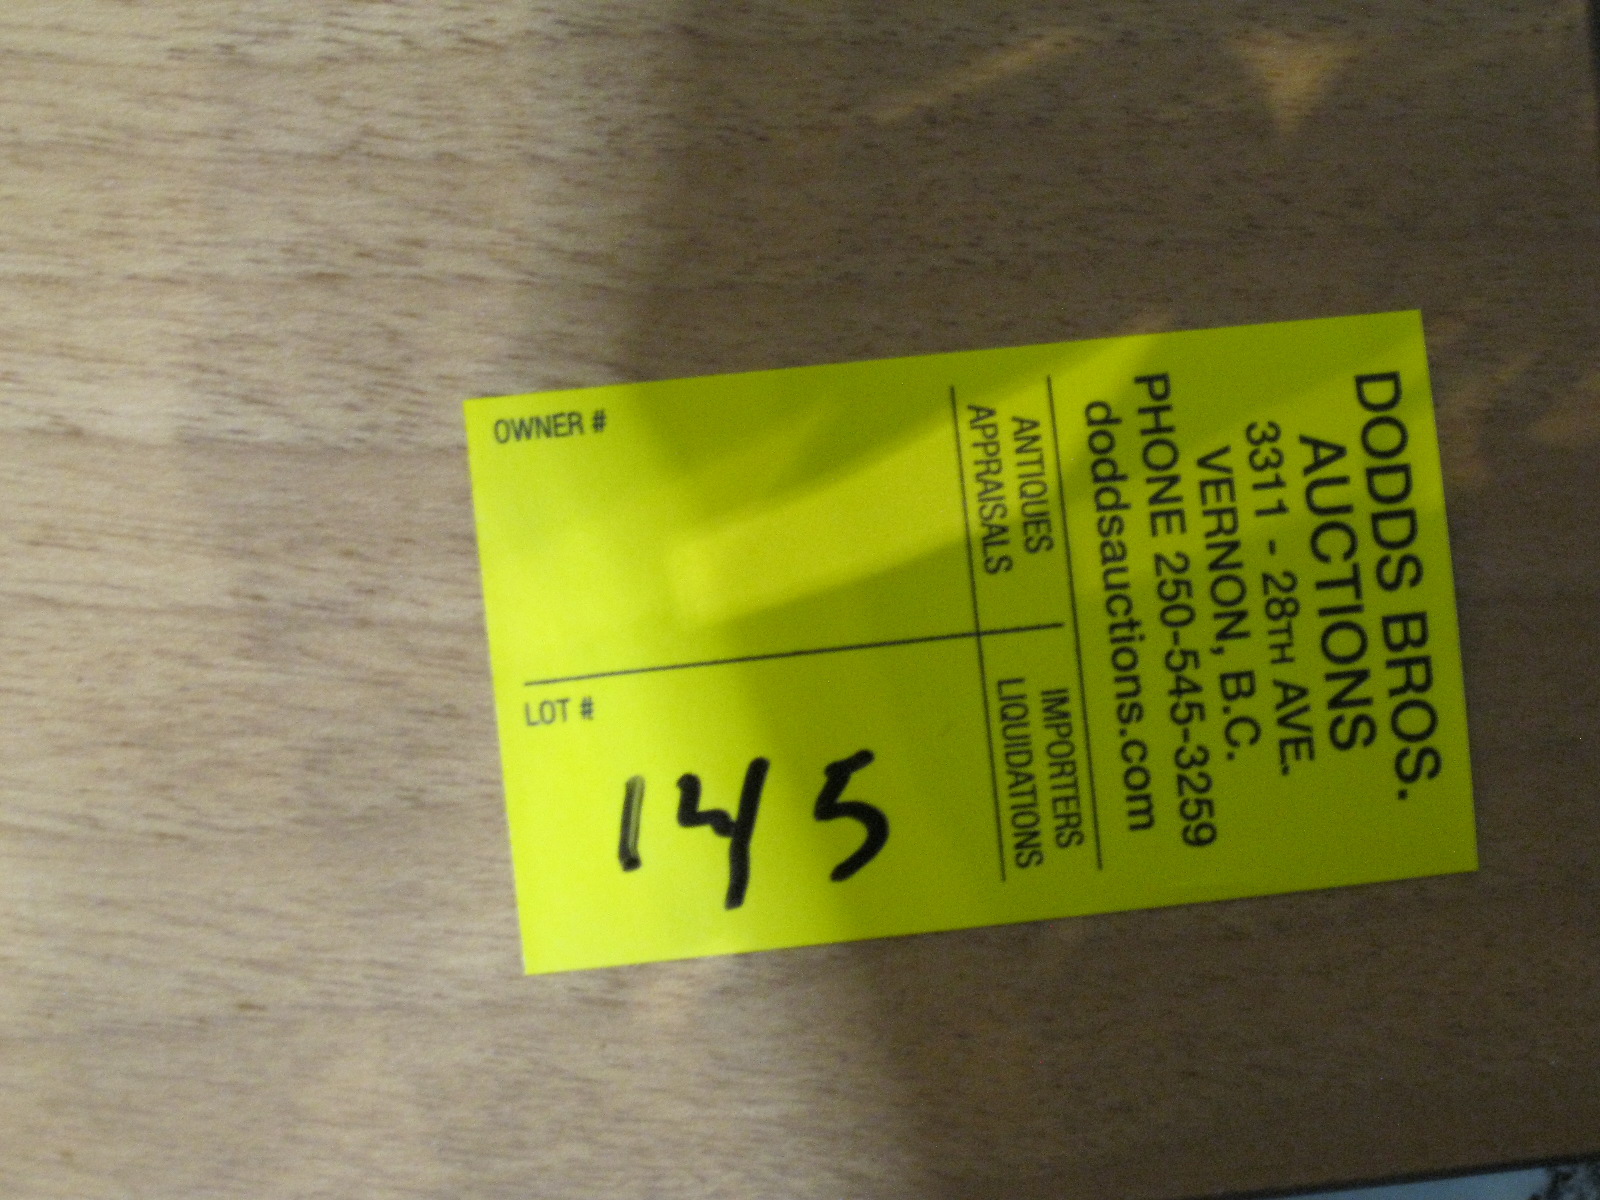 DODDS BROS.
AUCTIONS
3311 - 28TH AVE.
VERNON, B.C.
PHONE 250-545-3259
doddsauctions.com
ANTIQUES
APPRAISALS
IMPORTERS
LIQUIDATIONS
OWNER #
LOT #
145